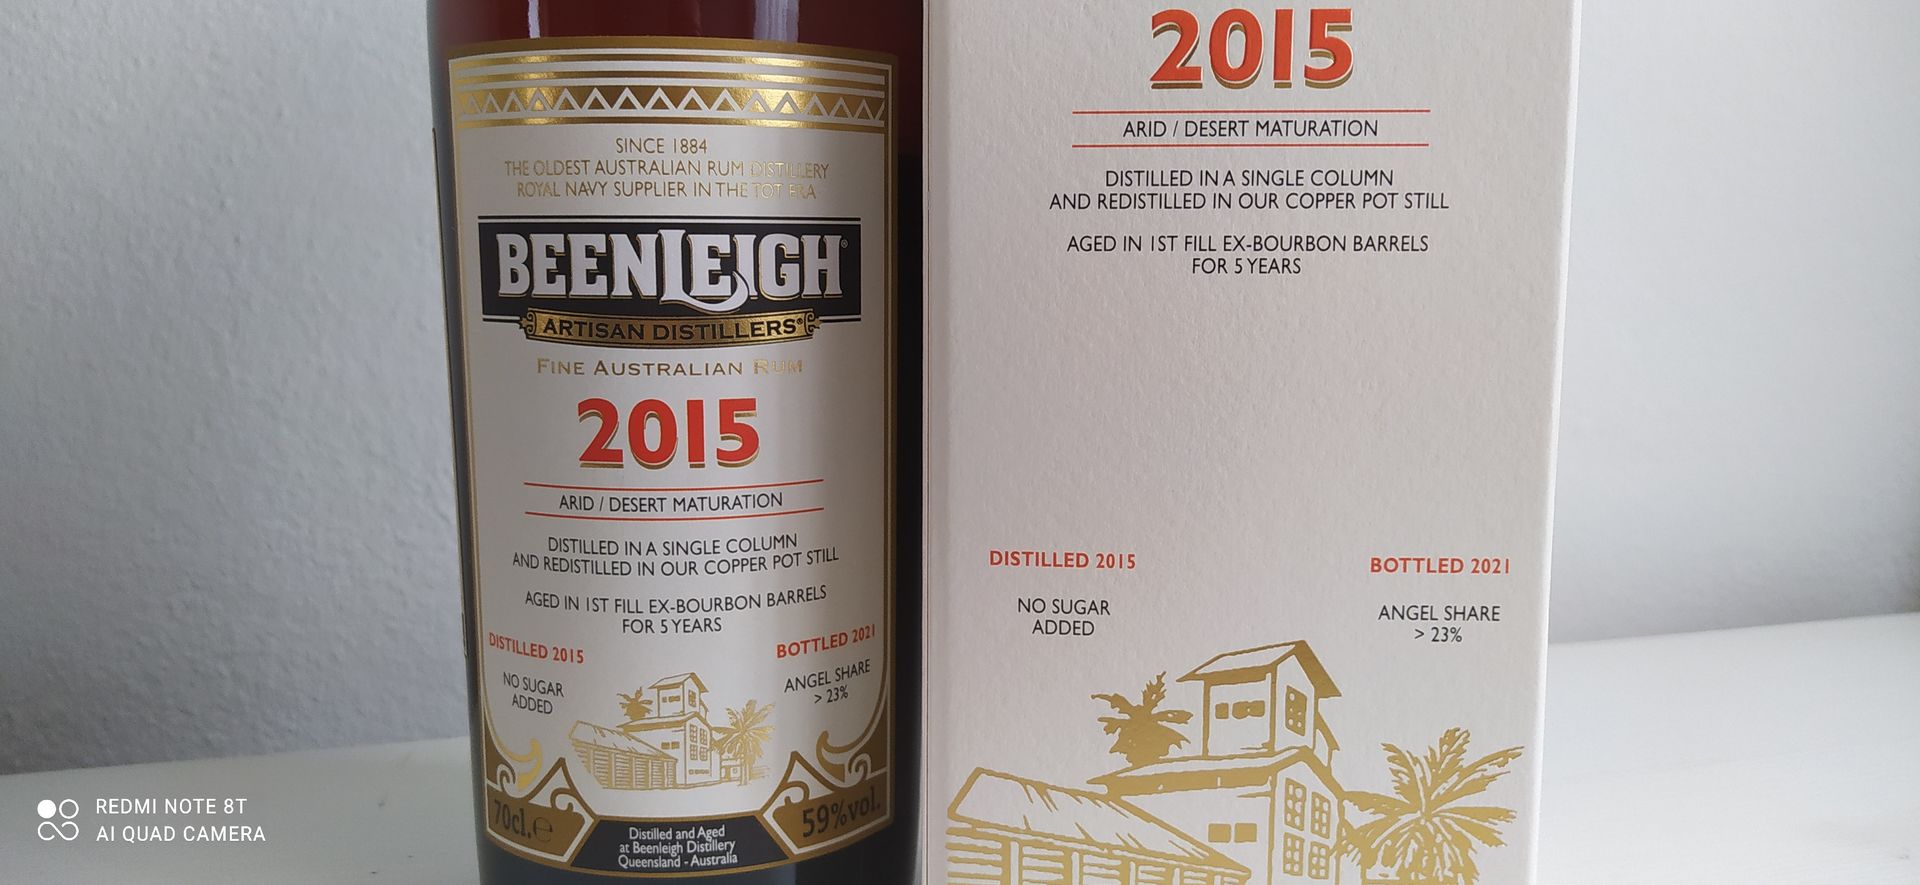 SINCE 1884
THE OLDEST AUSTRALIAN RUM DISTILLERY
ROYAL NAVY SUPPLIER IN THE TOT ERA
BEENLEIGH®
ARTISAN DISTILLERS®
FINE AUSTRALIAN RUM
2015
ARID / DESERT MATURATION
DISTILLED IN A SINGLE COLUMN
AND REDISTILLED IN OUR COPPER POT STILL
AGED IN 1ST FILL EX-BOURBON BARRELS
FOR 5 YEARS
DISTILLED 2015
BOTTLED 2021
NO SUGAR
ADDED
ANGEL SHARE
> 23%
70cl.℮
59%vol.
Distilled and Aged
at Beenleigh Distillery
Queensland - Australia
2015
ARID / DESERT MATURATION
DISTILLED IN A SINGLE COLUMN
AND REDISTILLED IN OUR COPPER POT STILL
AGED IN 1ST FILL EX-BOURBON BARRELS
FOR 5 YEARS
DISTILLED 2015
BOTTLED 2021
NO SUGAR
ADDED
ANGEL SHARE
> 23%
REDMI NOTE 8T
AI QUAD CAMERA